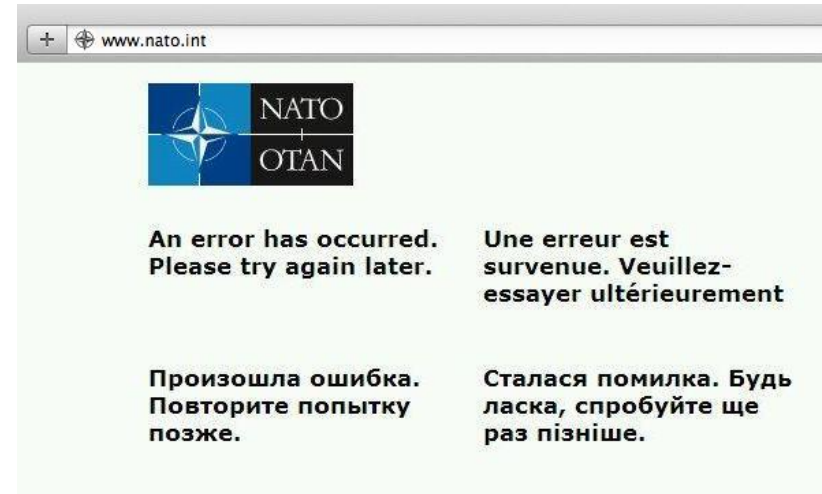 www.nato.int
NATO
OTAN
An error has occurred.
Please try again later.
Une erreur est
survenue. Veuillez-
essayer ultérieurement
Произошла ошибка.
Повторите попытку
позже.
Сталася помилка. Будь
ласка, спробуйте ще
раз пізніше.